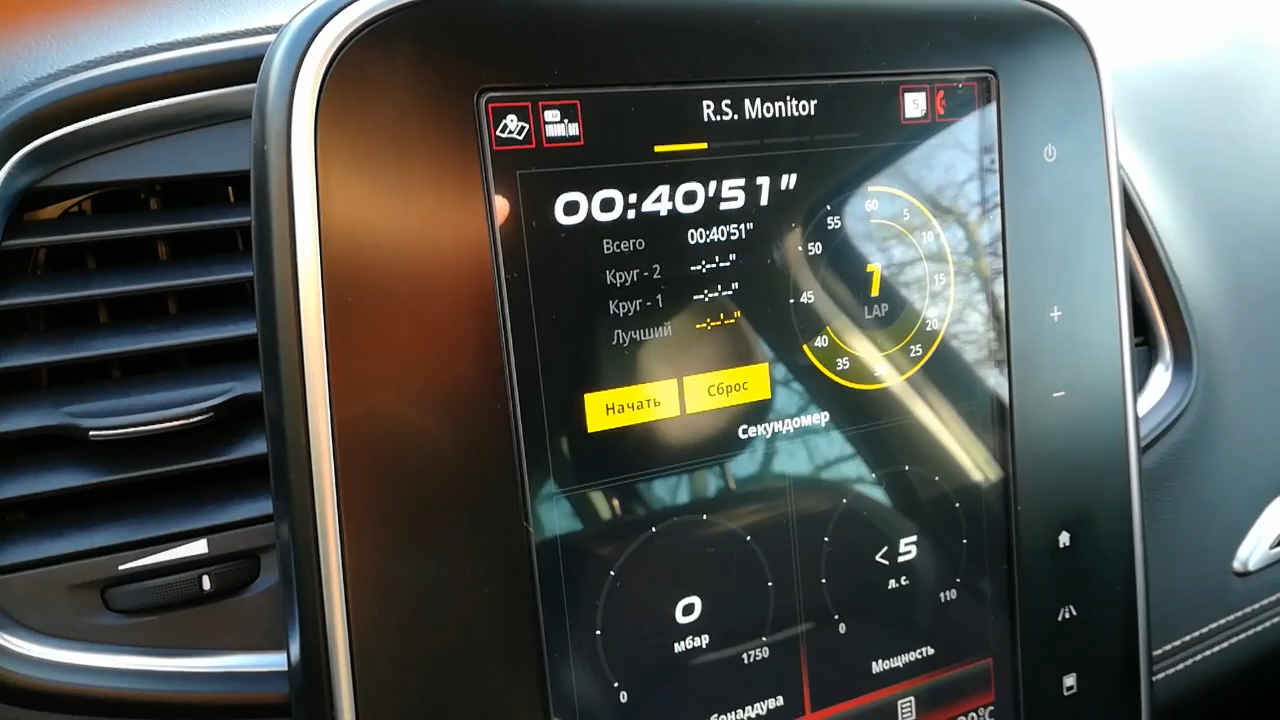 R.S. Monitor
5
00:40'51"
Всего 00:40'51"
Круг - 2 --:--'--"
Круг - 1 --:--'--"
Лучший --:--'--"
Начать Сброс
60
5
10
15
20
25
35
40
45
50
55
LAP
Секундомер
0
мбар
0
1750
< 5
л.с.
0
110
Мощность